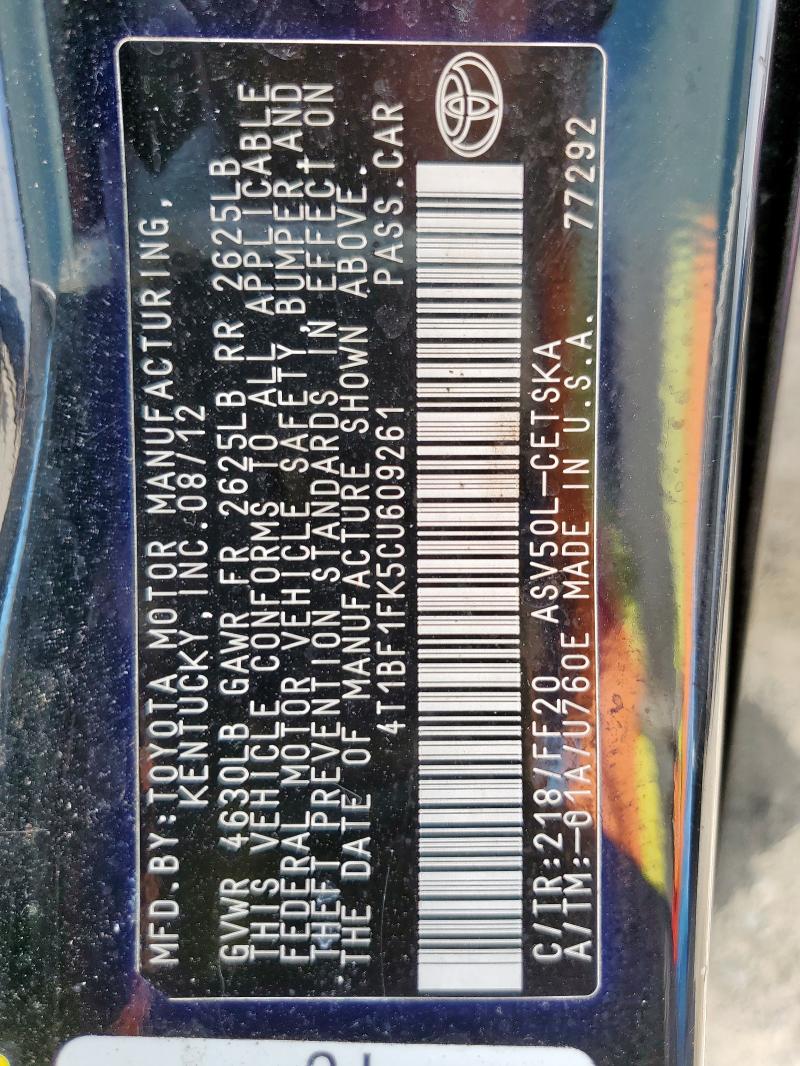 MFD.BY:TOYOTA MOTOR MANUFACTURING,
KENTUCKY,INC.08/12
GVWR 4630LB GAWR FR 2625LB RR 2625LB
THIS VEHICLE CONFORMS TO ALL APPLICABLE
FEDERAL MOTOR VEHICLE SAFETY,BUMPER AND
THEFT PREVENTION STANDARDS IN EFFECT ON
THE DATE OF MANUFACTURE SHOWN ABOVE.
4T1BF1FK5CU609261 PASS.CAR
C/TR:218/FF20 ASV50L-CETSKA
A/TM:-01A/U760E MADE IN U.S.A. 77292